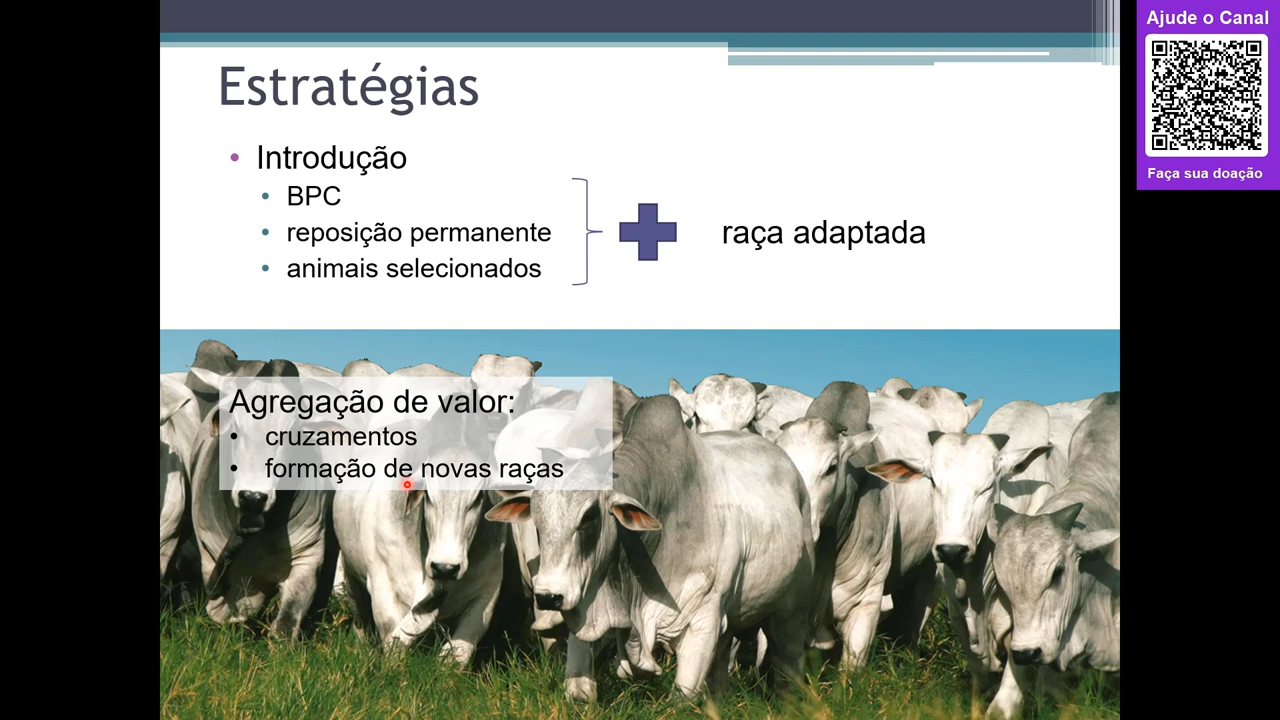 Estratégias
• Introdução
• BPC
• reposição permanente
• animais selecionados
raça adaptada
Agregação de valor:
• cruzamentos
• formação de novas raças
Ajude o Canal
Faça sua doação